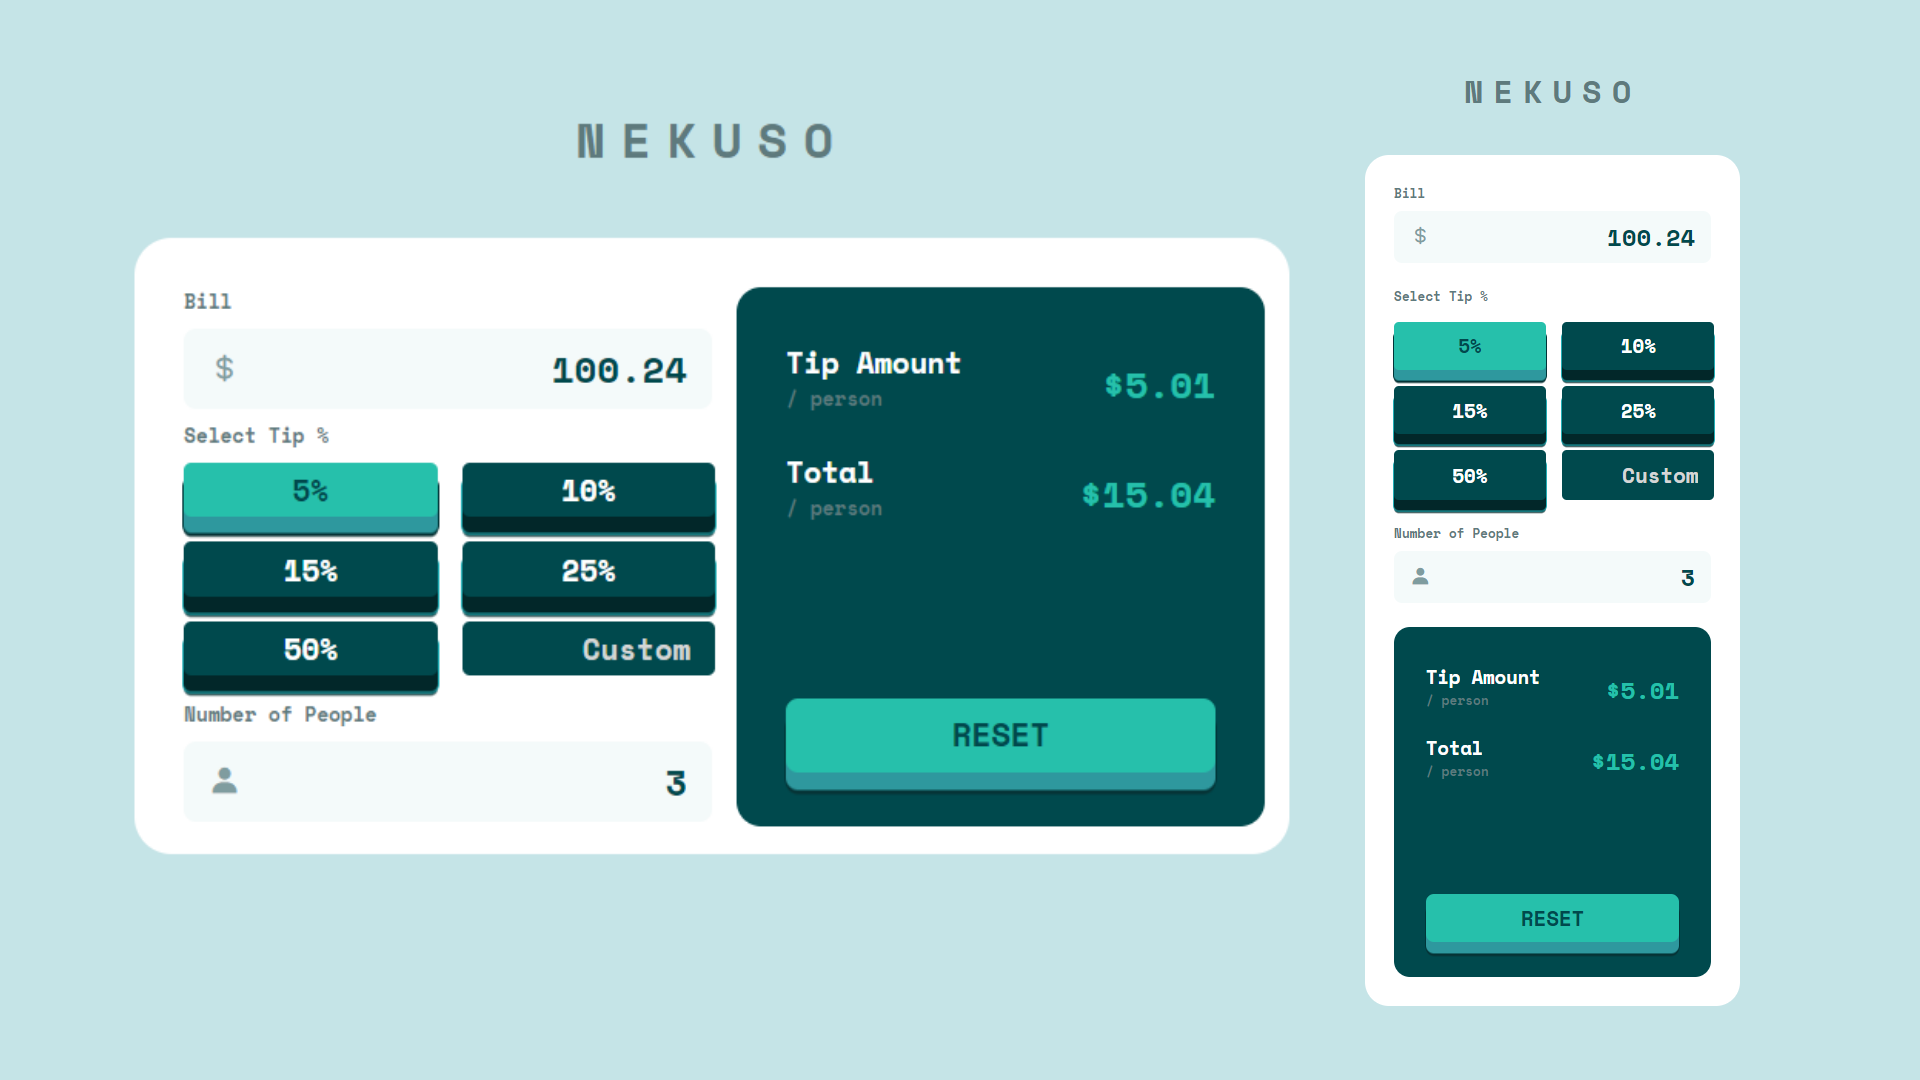 NEKUSO
Bill
$ 100.24
Select Tip %
5% 10%
15% 25%
50% Custom
Number of People
3
Tip Amount
/ person
$5.01
Total
/ person
$15.04
RESET
NEKUSO
Bill
$ 100.24
Select Tip %
5% 10%
15% 25%
50% Custom
Number of People
3
Tip Amount
/ person
$5.01
Total
/ person
$15.04
RESET